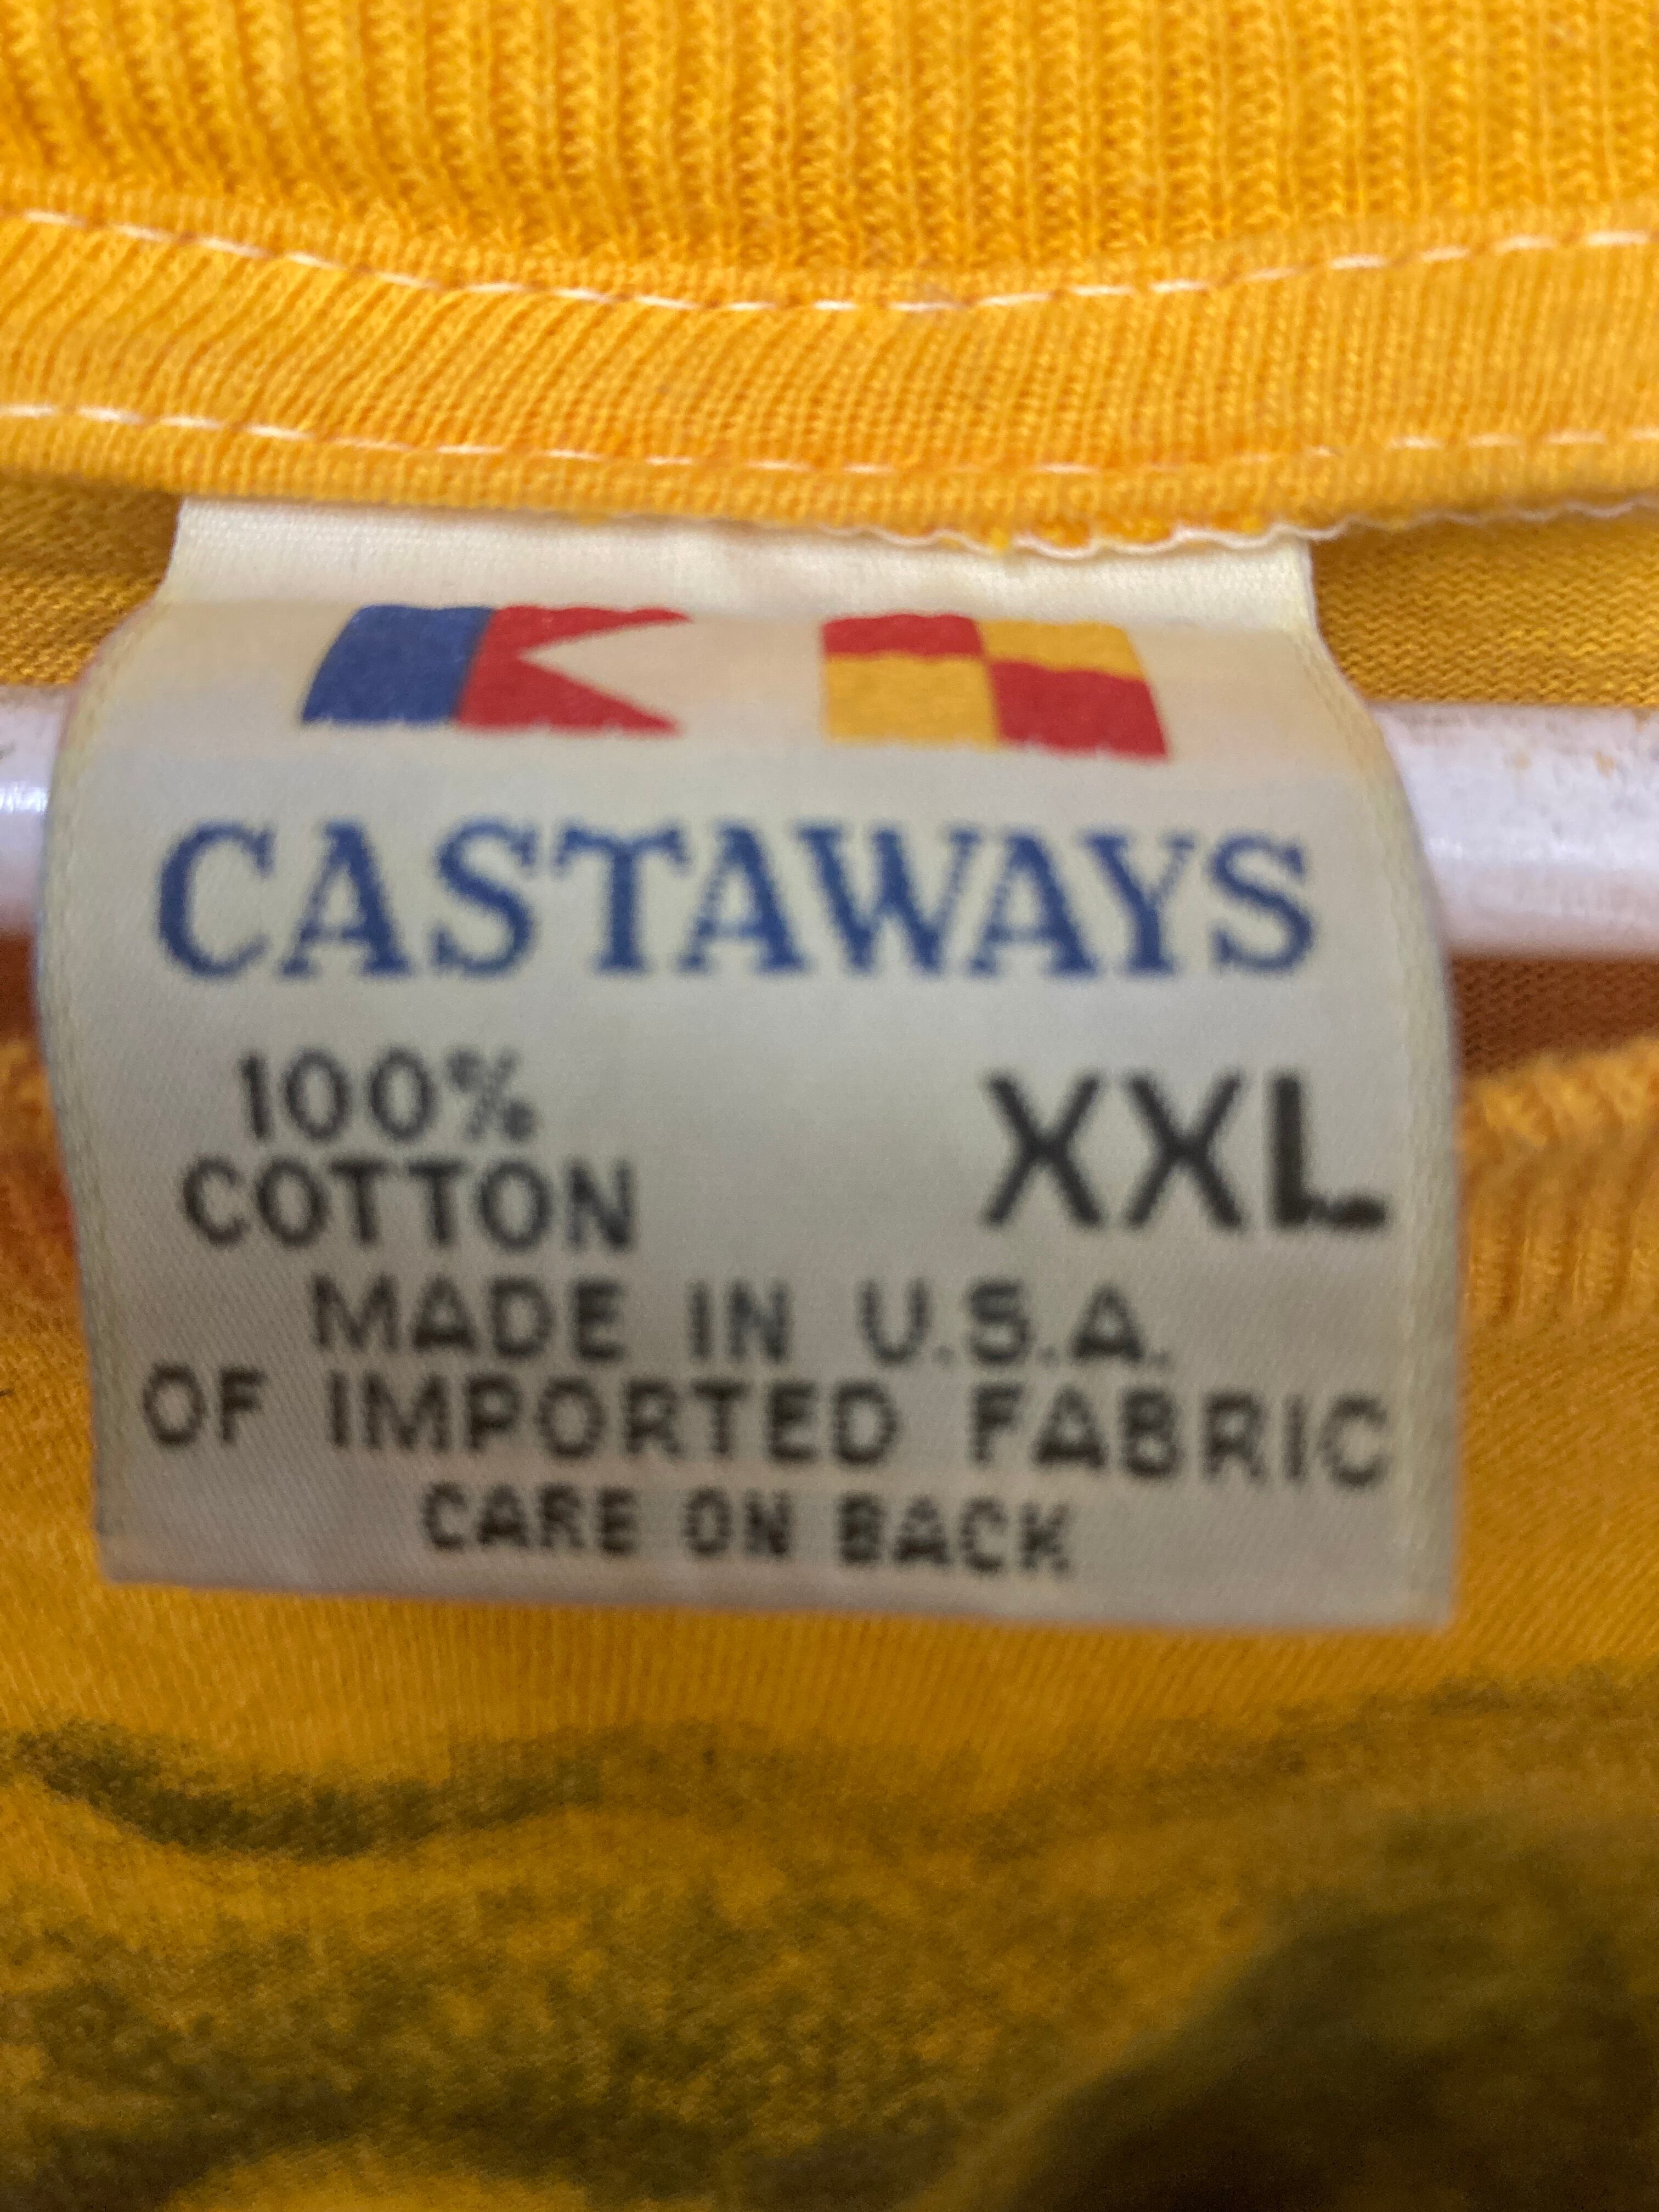 CASTAWAYS
100%
COTTON
XXL
MADE IN U.S.A.
OF IMPORTED FABRIC
CARE ON BACK